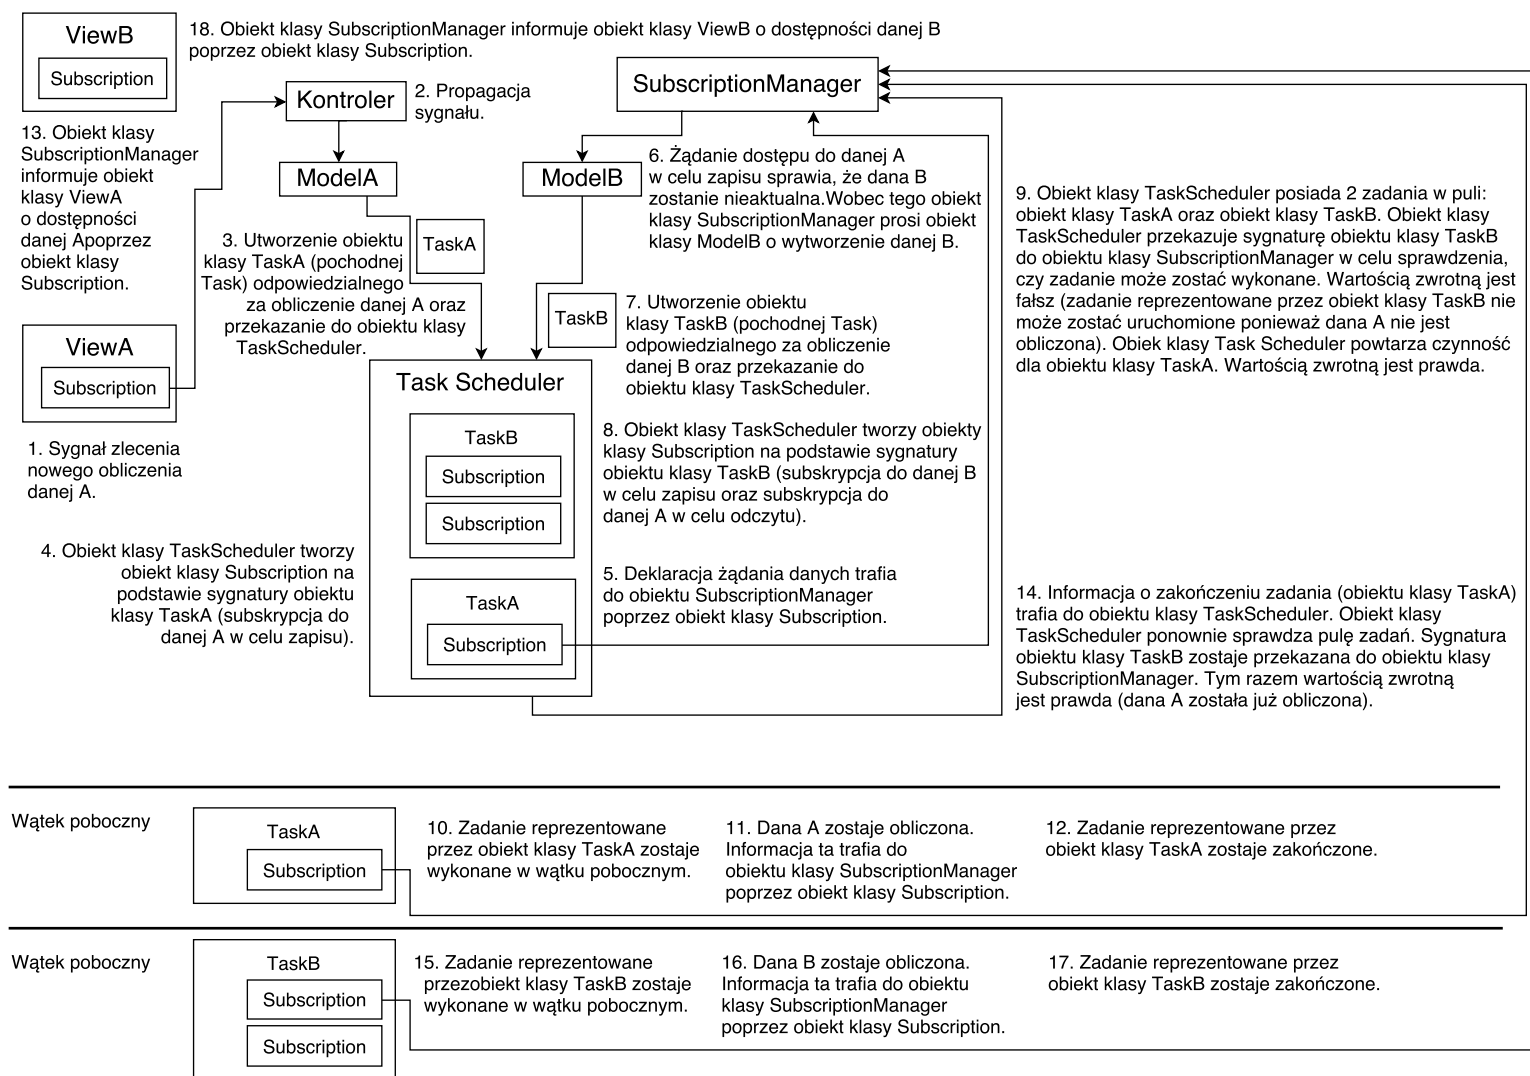 ViewB
Subscription
18. Obiekt klasy SubscriptionManager informuje obiekt klasy ViewB o dostępności danej B
poprzez obiekt klasy Subscription.
Kontroler
2. Propagacja
sygnału.
SubscriptionManager
13. Obiekt klasy
SubscriptionManager
informuje obiekt
klasy ViewA
o dostępności
danej Apoprzez
obiekt klasy
Subscription.
ModelA
ModelB
6. Żądanie dostępu do danej A
w celu zapisu sprawia, że dana B
zostanie nieaktualna.Wobec tego obiekt
klasy SubscriptionManager prosi obiekt
klasy ModelB o wytworzenie danej B.
9. Obiekt klasy TaskScheduler posiada 2 zadania w puli:
obiekt klasy TaskA oraz obiekt klasy TaskB. Obiekt klasy
TaskScheduler przekazuje sygnaturę obiektu klasy TaskB
do obiektu klasy SubscriptionManager w celu sprawdzenia,
czy zadanie może zostać wykonane. Wartością zwrotną jest
fałsz (zadanie reprezentowane przez obiekt klasy TaskB nie
może zostać uruchomione ponieważ dana A nie jest
obliczona). Obiek klasy Task Scheduler powtarza czynność
dla obiektu klasy TaskA. Wartością zwrotną jest prawda.
3. Utworzenie obiektu
klasy TaskA (pochodnej
Task) odpowiedzialnego
za obliczenie danej A oraz
przekazanie do obiektu klasy
TaskScheduler.
TaskA
TaskB
7. Utworzenie obiektu
klasy TaskB (pochodnej Task)
odpowiedzialnego za obliczenie
danej B oraz przekazanie do
obiektu klasy TaskScheduler.
ViewA
Subscription
1. Sygnał zlecenia
nowego obliczenia
danej A.
Task Scheduler
TaskB
Subscription
Subscription
8. Obiekt klasy TaskScheduler tworzy obiekty
klasy Subscription na podstawie sygnatury
obiektu klasy TaskB (subskrypcja do danej B
w celu zapisu oraz subskrypcja do
danej A w celu odczytu).
4. Obiekt klasy TaskScheduler tworzy
obiekt klasy Subscription na
podstawie sygnatury obiektu
klasy TaskA (subskrypcja do
danej A w celu zapisu).
TaskA
Subscription
5. Deklaracja żądania danych trafia
do obiektu SubscriptionManager
poprzez obiekt klasy Subscription.
14. Informacja o zakończeniu zadania (obiektu klasy TaskA)
trafia do obiektu klasy TaskScheduler. Obiekt klasy
TaskScheduler ponownie sprawdza pulę zadań. Sygnatura
obiektu klasy TaskB zostaje przekazana do obiektu klasy
SubscriptionManager. Tym razem wartością zwrotną
jest prawda (dana A została już obliczona).
Wątek poboczny
TaskA
Subscription
10. Zadanie reprezentowane
przez obiekt klasy TaskA zostaje
wykonane w wątku pobocznym.
11. Dana A zostaje obliczona.
Informacja ta trafia do
obiektu klasy SubscriptionManager
poprzez obiekt klasy Subscription.
12. Zadanie reprezentowane przez
obiekt klasy TaskA zostaje zakończone.
Wątek poboczny
TaskB
Subscription
Subscription
15. Zadanie reprezentowane
przezobiekt klasy TaskB zostaje
wykonane w wątku pobocznym.
16. Dana B zostaje obliczona.
Informacja ta trafia do obiektu
klasy SubscriptionManager
poprzez obiekt klasy Subscription.
17. Zadanie reprezentowane przez
obiekt klasy TaskB zostaje zakończone.